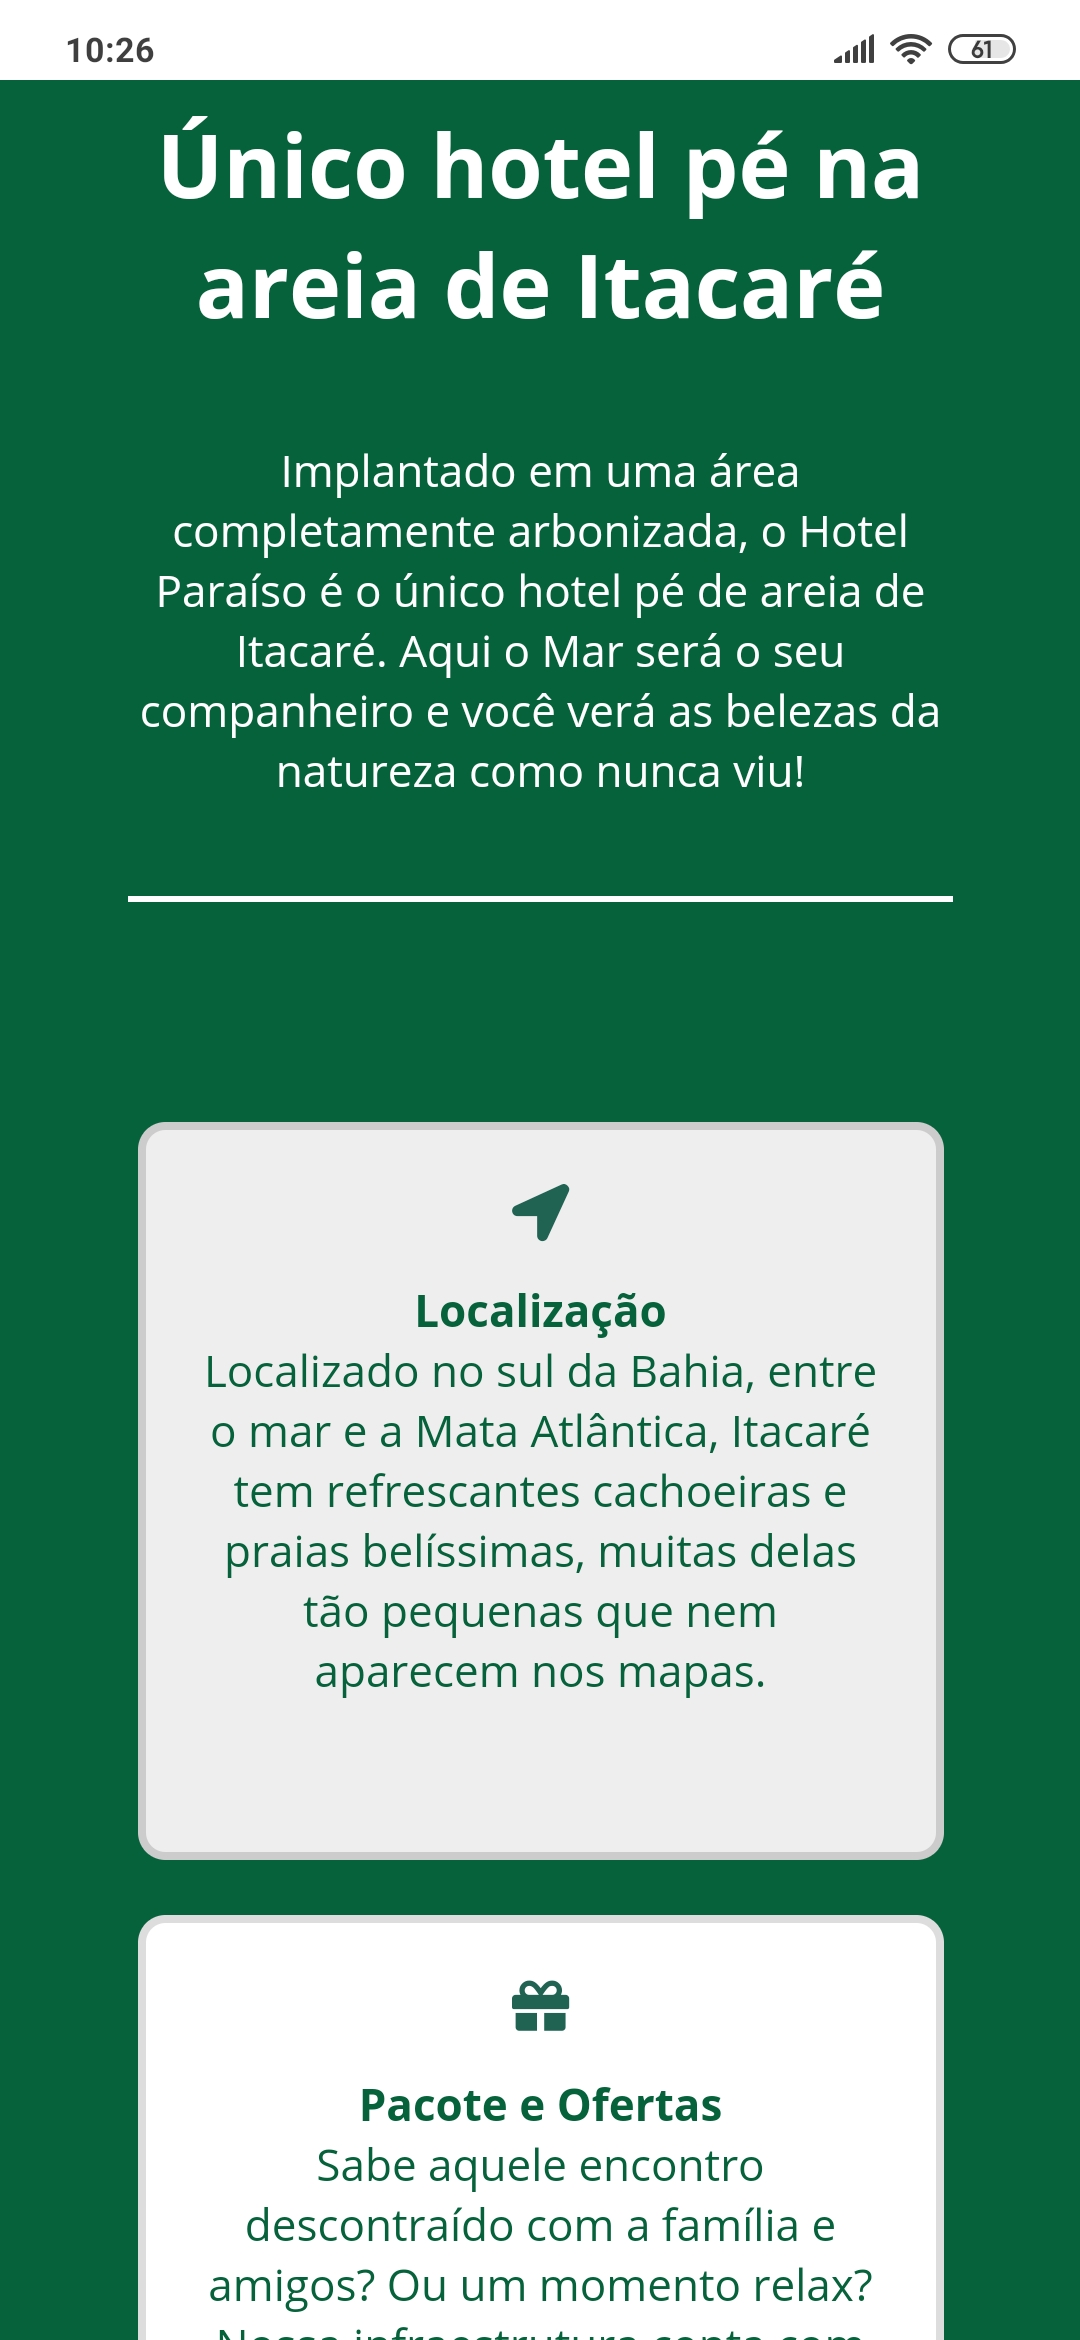 10:26
61
Único hotel pé na
areia de Itacaré
Implantado em uma área
completamente arbonizada, o Hotel
Paraíso é o único hotel pé de areia de
Itacaré. Aqui o Mar será o seu
companheiro e você verá as belezas da
natureza como nunca viu!
Localização
Localizado no sul da Bahia, entre
o mar e a Mata Atlântica, Itacaré
tem refrescantes cachoeiras e
praias belíssimas, muitas delas
tão pequenas que nem
aparecem nos mapas.
Pacote e Ofertas
Sabe aquele encontro
descontraído com a família e
amigos? Ou um momento relax?
Nossa infraestrutura conta com